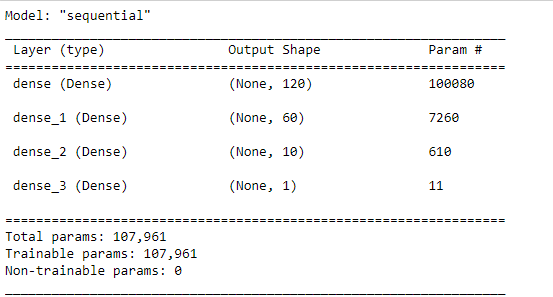 Model: "sequential"
_________________________________________________________________
Layer (type) Output Shape Param #
=================================================================
dense (Dense) (None, 120) 100080
dense_1 (Dense) (None, 60) 7260
dense_2 (Dense) (None, 10) 610
dense_3 (Dense) (None, 1) 11
=================================================================
Total params: 107,961
Trainable params: 107,961
Non-trainable params: 0
_________________________________________________________________